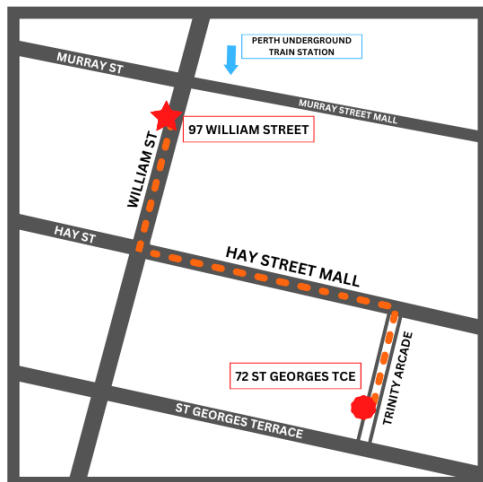 PERTH UNDERGROUND
TRAIN STATION
MURRAY ST
MURRAY STREET MALL
97 WILLIAM STREET
WILLIAM ST
HAY ST
HAY STREET MALL
TRINITY ARCADE
72 ST GEORGES TCE
ST GEORGES TERRACE